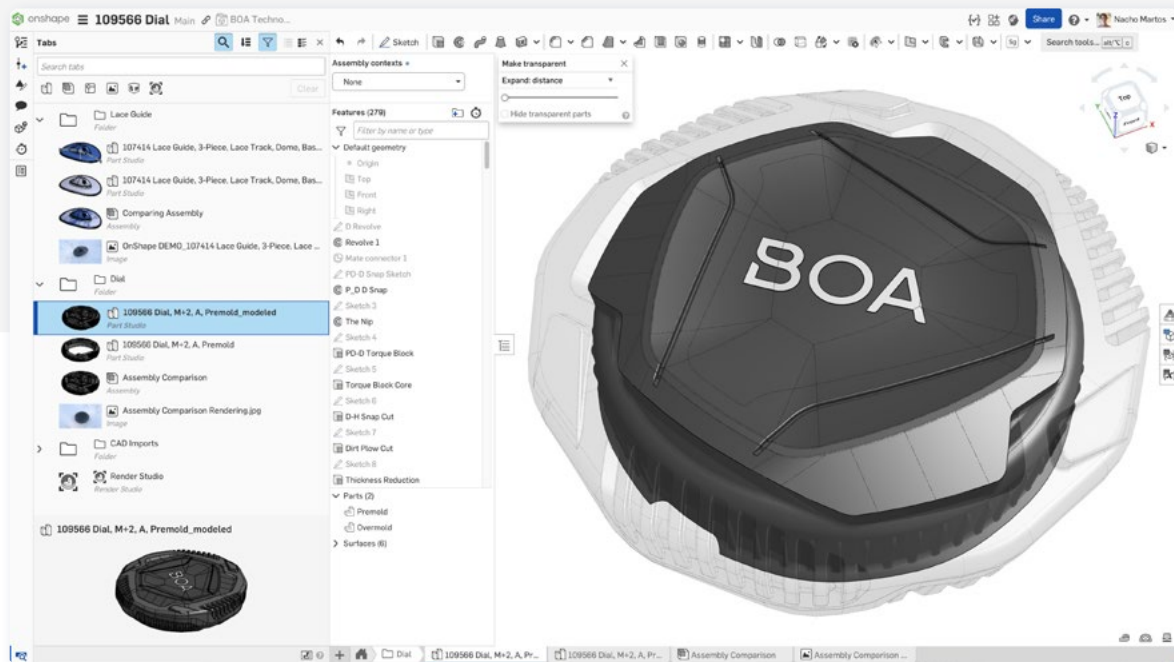 onshape 109566 Dial Main BOA Techno...
Share
Nacho Martos
Tabs
Sketch
Search tools... alt/⌥ c
Search tabs
Clear
Lace Guide
Folder
107414 Lace Guide, 3-Piece, Lace Track, Dome, Bas...
Part Studio
107414 Lace Guide, 3-Piece, Lace Track, Dome, Bas...
Part Studio
Comparing Assembly
Assembly
OnShape DEMO_107414 Lace Guide, 3-Piece, Lace ...
Image
Dial
Folder
109566 Dial, M+2, A, Premold_modeled
Part Studio
109566 Dial, M+2, A, Premold
Part Studio
Assembly Comparison
Assembly
Assembly Comparison Rendering.jpg
Image
CAD Imports
Folder
Render Studio
Render Studio
109566 Dial, M+2, A, Premold_modeled
BOA
Assembly contexts
None
Features (279)
Filter by name or type
Default geometry
Origin
Top
Front
Right
D Revolve
Revolve 1
Mate connector 1
PD-D Snap Sketch
P_D D Snap
Sketch 3
The Nip
Sketch 4
PD-D Torque Block
Sketch 5
Torque Block Core
Sketch 6
D-H Snap Cut
Sketch 7
Dirt Plow Cut
Sketch 8
Thickness Reduction
Parts (2)
Premold
Overmold
Surfaces (6)
Make transparent
Expand: distance
Hide transparent parts
BOA
Top
Front
Z
Y
X
Dial
109566 Dial, M+2, A, Pr...
109566 Dial, M+2, A, Pr...
Assembly Comparison
Assembly Comparison ...